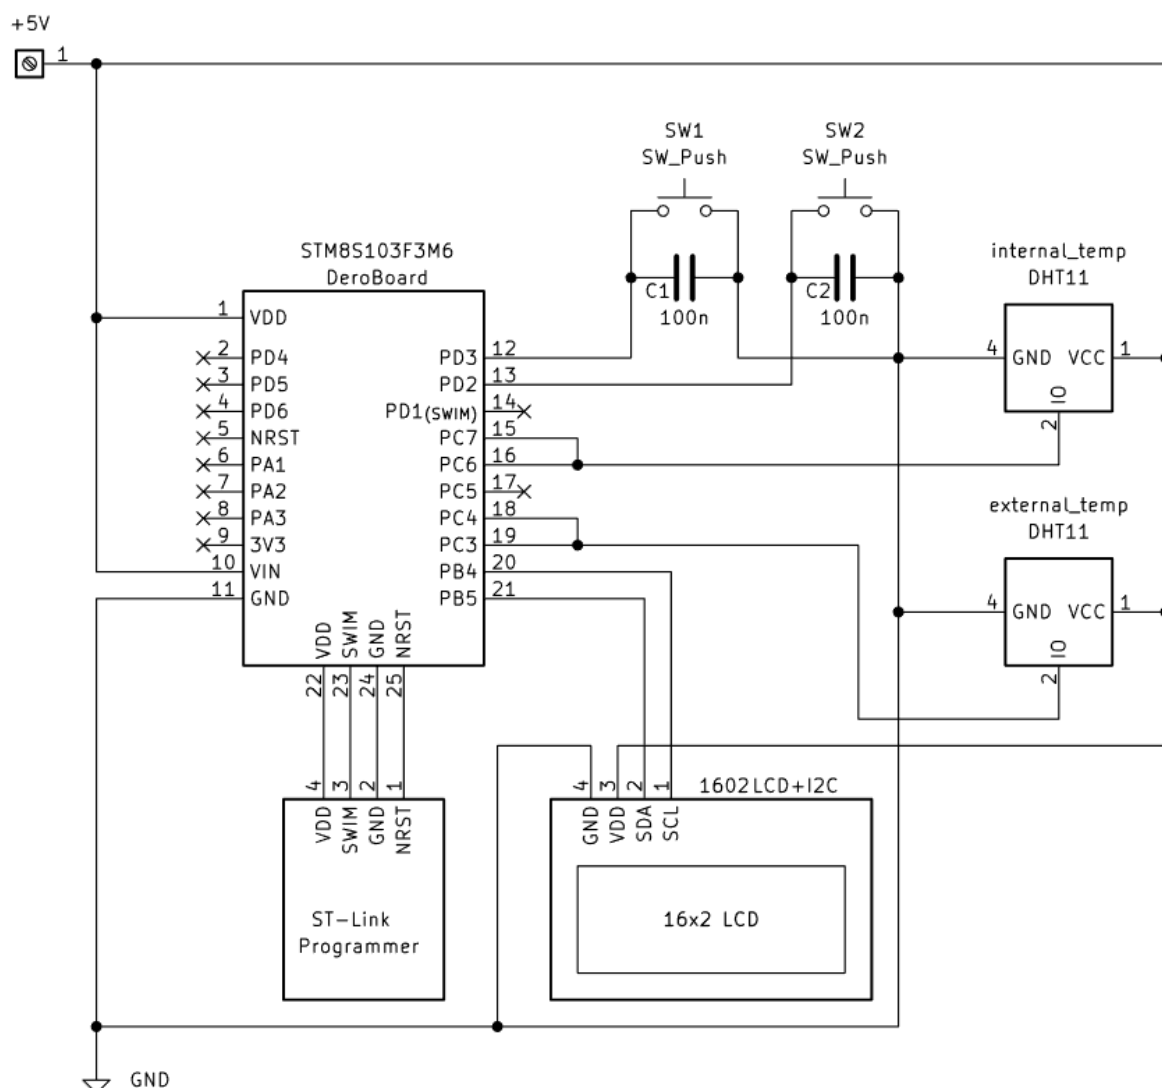 +5V
1
SW1
SW_Push
SW2
SW_Push
STM8S103F3M6
DeroBoard
C1
100n
C2
100n
internal_temp
DHT11
1 VDD
2 PD4
3 PD5
4 PD6
5 NRST
6 PA1
7 PA2
8 PA3
9 3V3
10 VIN
11 GND
PD3 12
PD2 13
PD1(SWIM) 14
PC7 15
PC6 16
PC5 17
PC4 18
PC3 19
PB4 20
PB5 21
4 GND VCC 1
IO
2
external_temp
DHT11
4 GND VCC 1
IO
2
VDD SWIM GND NRST
22 23 24 25
4 3 2 1
VDD SWIM GND NRST
ST-Link
Programmer
1602LCD+I2C
4 3 2 1
GND VDD SDA SCL
16x2 LCD
GND